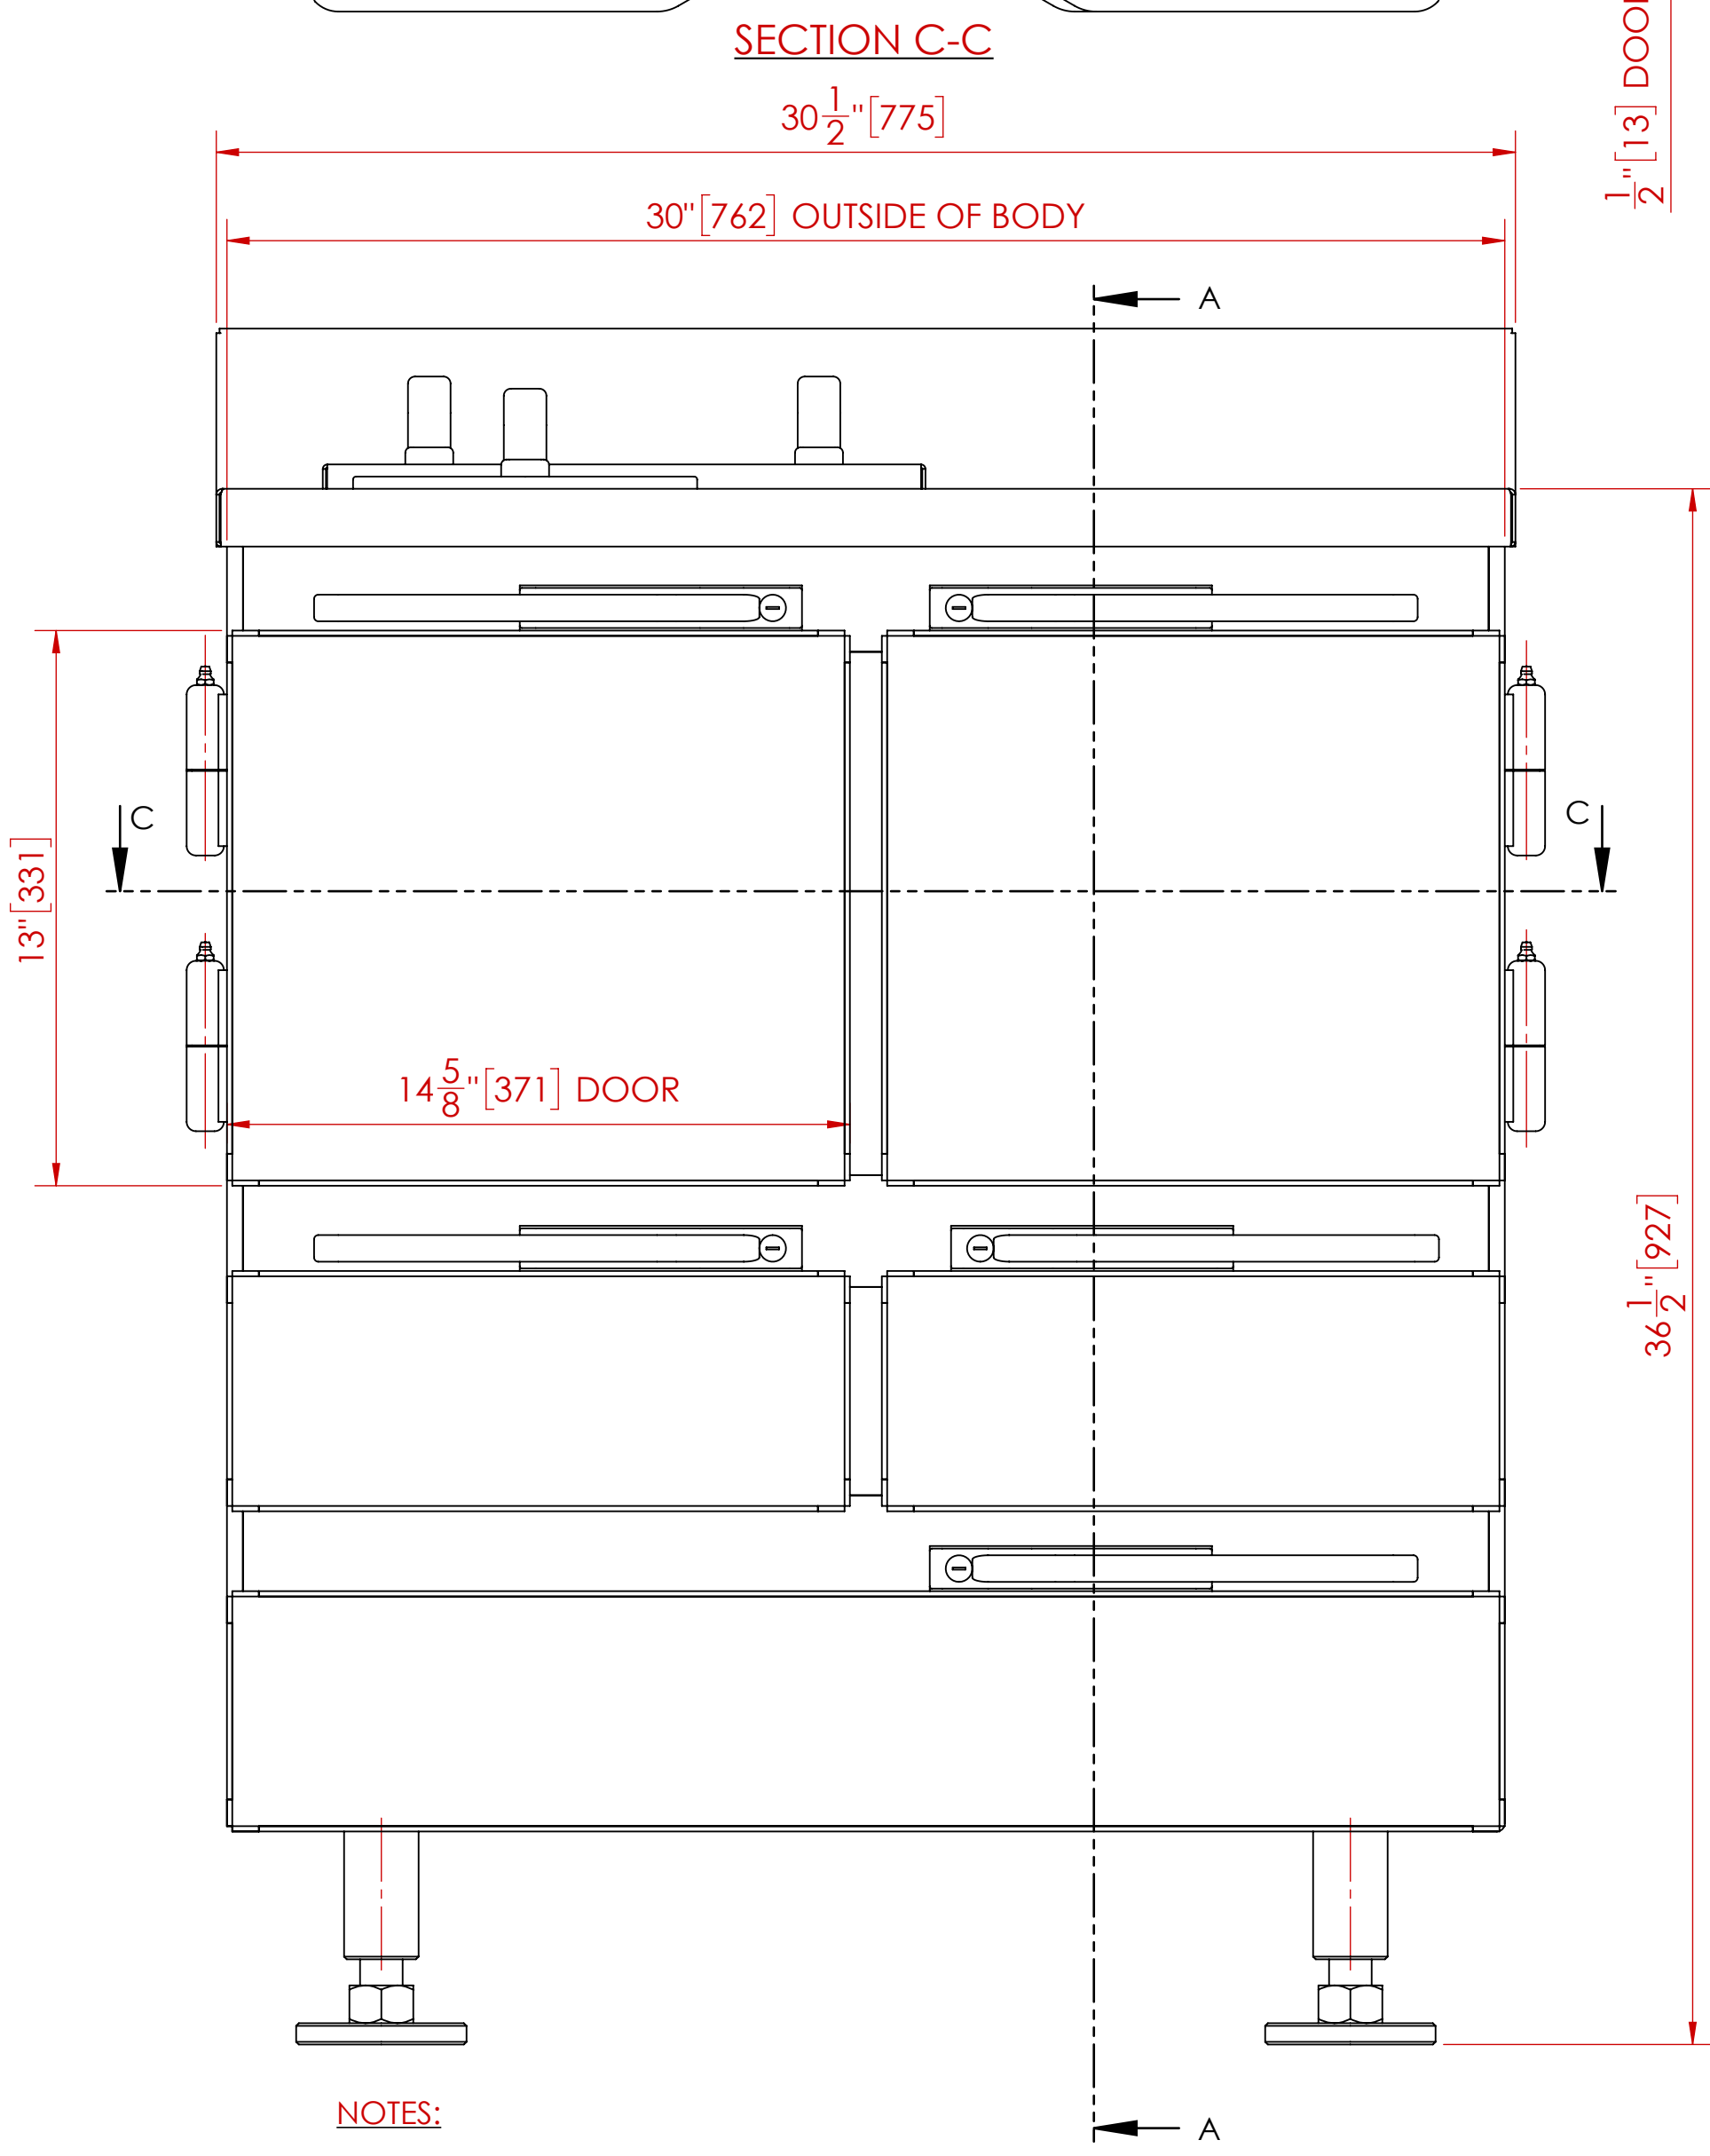 SECTION C-C
1/2"[13] DOOR
30 1/2"[775]
30"[762] OUTSIDE OF BODY
A
C
C
13"[331]
14 5/8"[371] DOOR
36 1/2"[927]
NOTES:
A